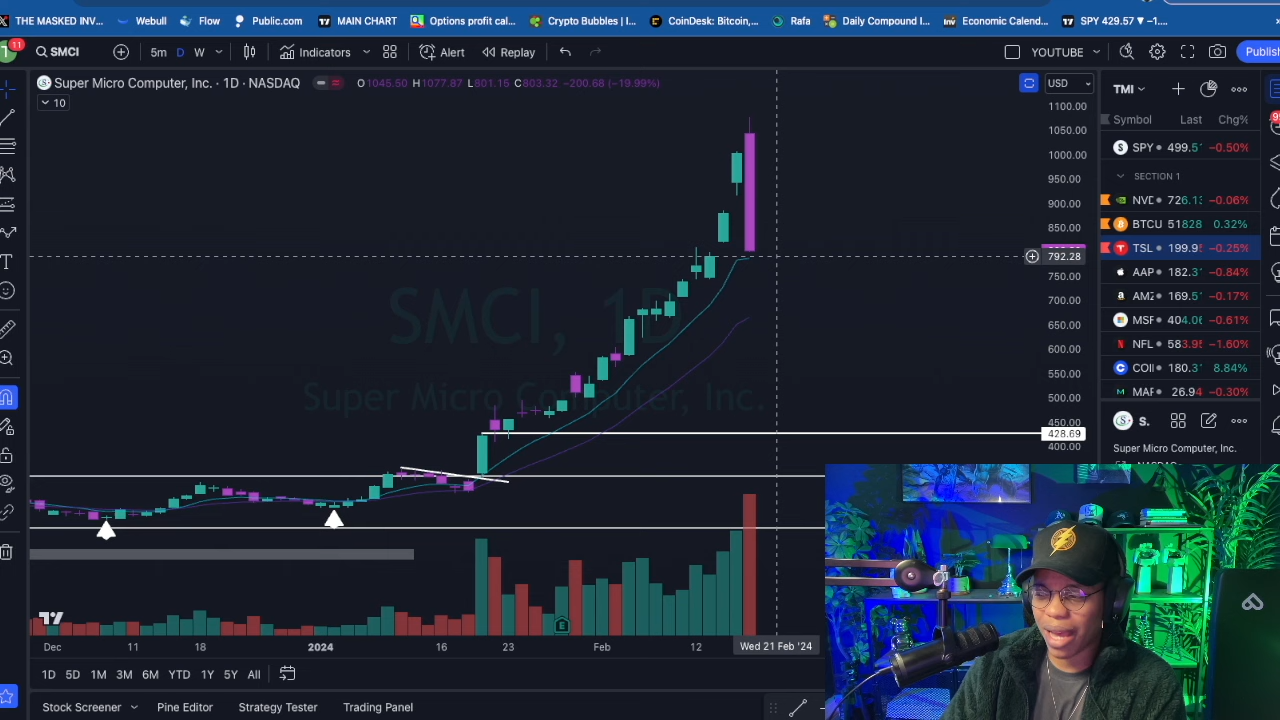 THE MASKED INV... Webull Flow Public.com MAIN CHART Options profit cal... Crypto Bubbles | I... CoinDesk: Bitcoin,... Rafa Daily Compound I... Economic Calend... SPY 429.57 ▼ −1....
T 11 SMCI 5m D W Indicators Alert Replay YOUTUBE Publish
Super Micro Computer, Inc. · 1D · NASDAQ O1045.50 H1077.87 L801.15 C803.32 −200.68 (−19.99%) USD
10
TMI
Symbol Last Chg%
SPY 499.5 −0.50%
SECTION 1
NVD 726.13 −0.06%
BTCU 51828 0.32%
TSL 199.9 −0.25%
AAP 182.3 −0.84%
AMZ 169.5 −0.17%
MSF 404.06 −0.61%
NFL 583.95 −1.60%
COII 180.3 8.84%
MAF 26.94 −0.30%
S.
Super Micro Computer, Inc.
1100.00
1050.00
1000.00
950.00
900.00
850.00
792.28
750.00
700.00
650.00
600.00
550.00
500.00
450.00
428.69
400.00
SMCI, 1D
Super Micro Computer, Inc.
E
Dec 11 18 2024 16 23 Feb 12 Wed 21 Feb '24
1D 5D 1M 3M 6M YTD 1Y 5Y All
Stock Screener Pine Editor Strategy Tester Trading Panel